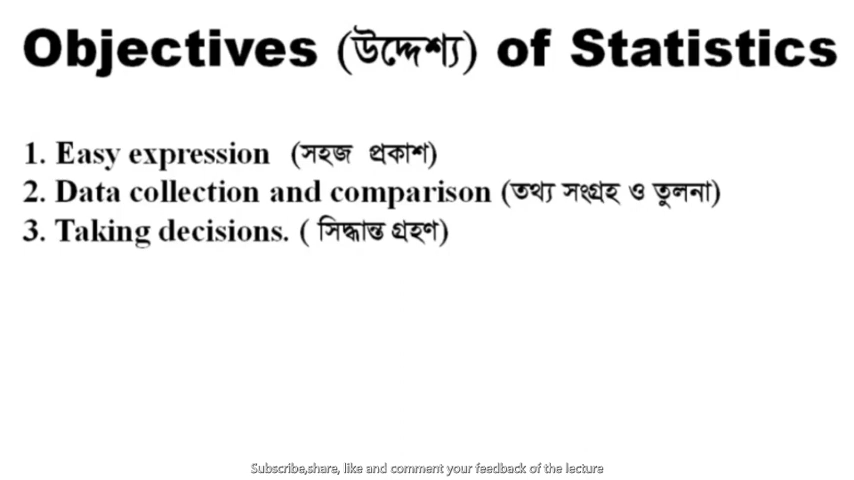 Objectives (উদ্দেশ্য) of Statistics
1. Easy expression (সহজ প্রকাশ)
2. Data collection and comparison (তথ্য সংগ্রহ ও তুলনা)
3. Taking decisions. ( সিদ্ধান্ত গ্রহণ)
Subscribe,share, like and comment your feedback of the lecture